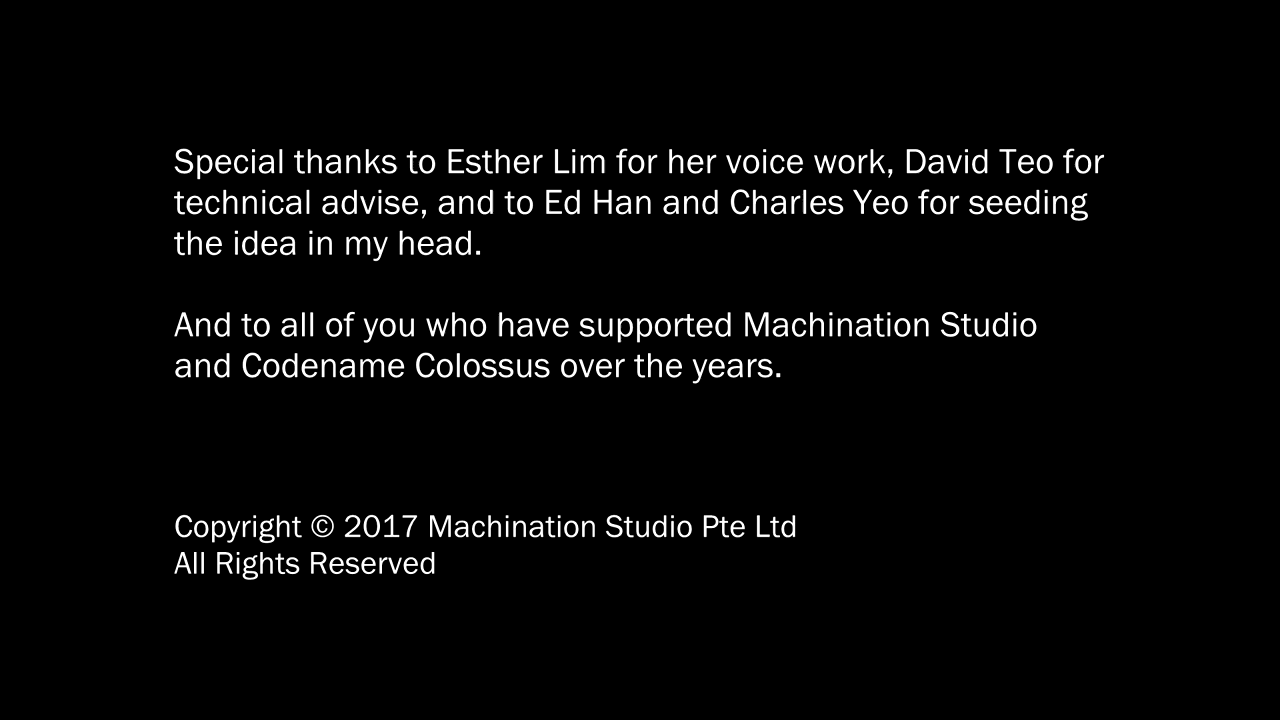 Special thanks to Esther Lim for her voice work, David Teo for
technical advise, and to Ed Han and Charles Yeo for seeding
the idea in my head.
And to all of you who have supported Machination Studio
and Codename Colossus over the years.
Copyright © 2017 Machination Studio Pte Ltd
All Rights Reserved